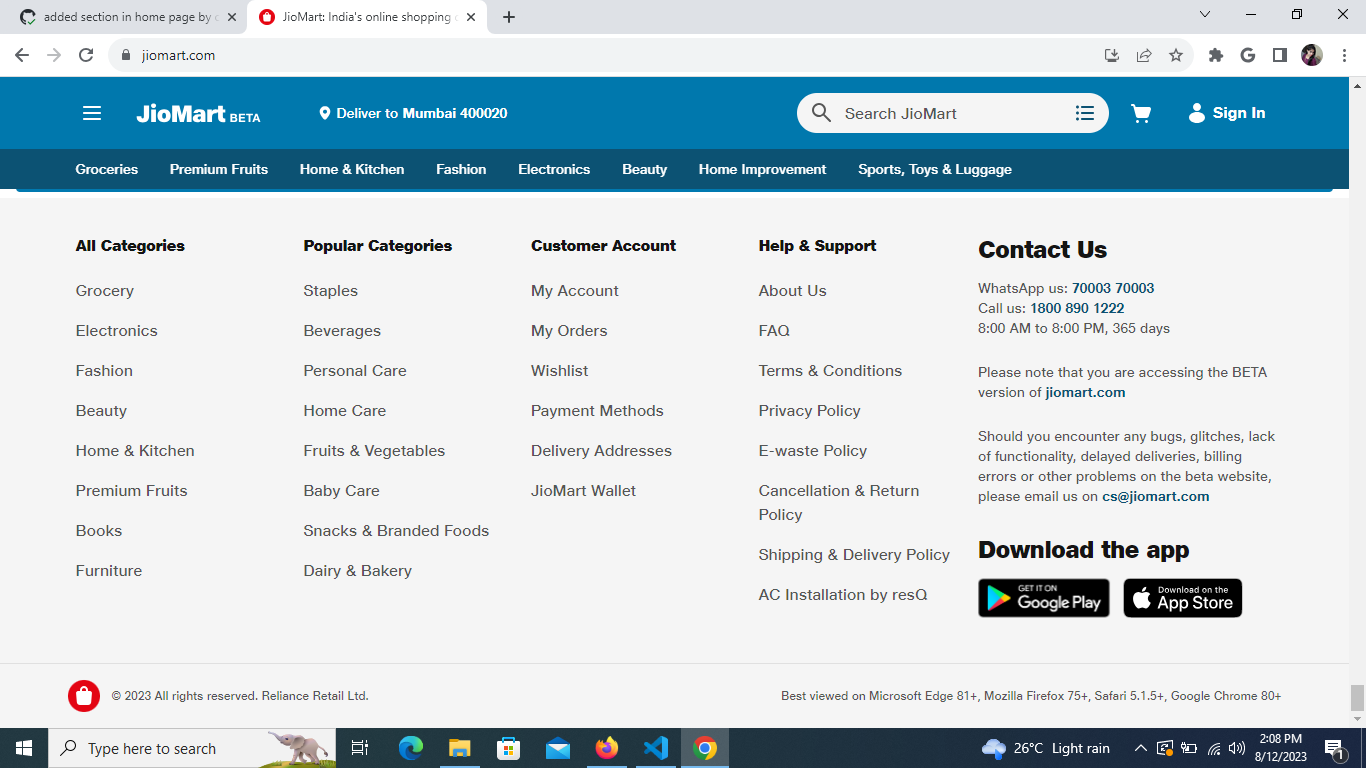 added section in home page by
JioMart: India's online shopping
jiomart.com
JioMart BETA
Deliver to Mumbai 400020
Search JioMart
Sign In
Groceries
Premium Fruits
Home & Kitchen
Fashion
Electronics
Beauty
Home Improvement
Sports, Toys & Luggage
All Categories
Grocery
Electronics
Fashion
Beauty
Home & Kitchen
Premium Fruits
Books
Furniture
Popular Categories
Staples
Beverages
Personal Care
Home Care
Fruits & Vegetables
Baby Care
Snacks & Branded Foods
Dairy & Bakery
Customer Account
My Account
My Orders
Wishlist
Payment Methods
Delivery Addresses
JioMart Wallet
Help & Support
About Us
FAQ
Terms & Conditions
Privacy Policy
E-waste Policy
Cancellation & Return
Policy
Shipping & Delivery Policy
AC Installation by resQ
Contact Us
WhatsApp us: 70003 70003
Call us: 1800 890 1222
8:00 AM to 8:00 PM, 365 days
Please note that you are accessing the BETA
version of jiomart.com
Should you encounter any bugs, glitches, lack
of functionality, delayed deliveries, billing
errors or other problems on the beta website,
please email us on cs@jiomart.com
Download the app
GET IT ON
Google Play
Download on the
App Store
© 2023 All rights reserved. Reliance Retail Ltd.
Best viewed on Microsoft Edge 81+, Mozilla Firefox 75+, Safari 5.1.5+, Google Chrome 80+
Type here to search
26°C Light rain
2:08 PM
8/12/2023
1